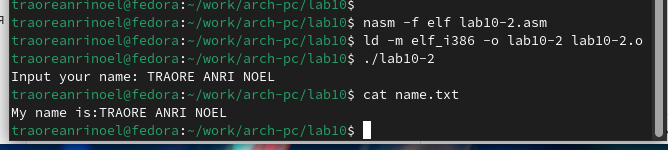 traoreanrinoel@fedora:~/work/arch-pc/lab10$
traoreanrinoel@fedora:~/work/arch-pc/lab10$ nasm -f elf lab10-2.asm
traoreanrinoel@fedora:~/work/arch-pc/lab10$ ld -m elf_i386 -o lab10-2 lab10-2.o
traoreanrinoel@fedora:~/work/arch-pc/lab10$ ./lab10-2
Input your name: TRAORE ANRI NOEL
traoreanrinoel@fedora:~/work/arch-pc/lab10$ cat name.txt
My name is:TRAORE ANRI NOEL
traoreanrinoel@fedora:~/work/arch-pc/lab10$